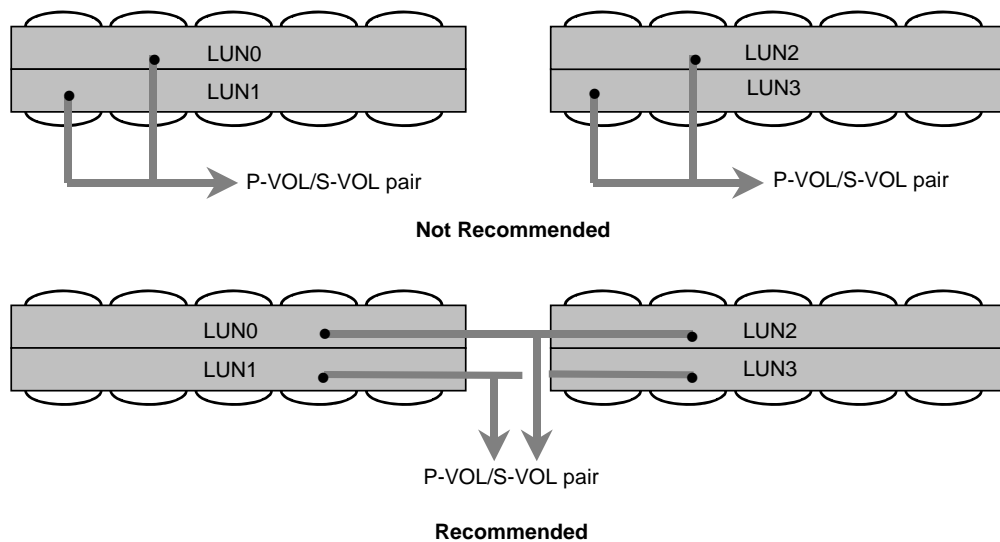 LUN0
LUN1
P-VOL/S-VOL pair
LUN2
LUN3
P-VOL/S-VOL pair
Not Recommended
LUN0
LUN1
LUN2
LUN3
P-VOL/S-VOL pair
Recommended